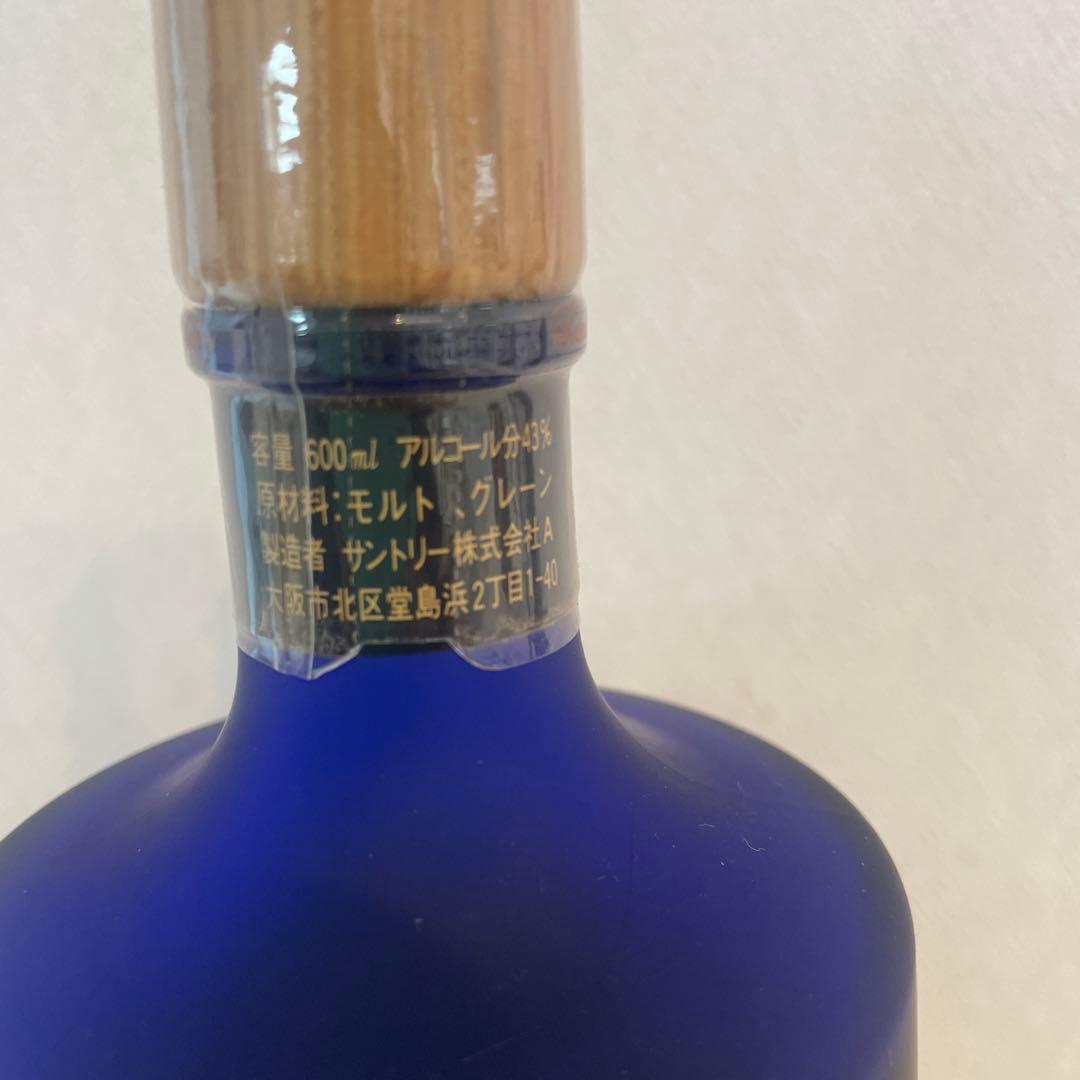 容量 600ml アルコール分43%
原材料:モルト、グレーン
製造者 サントリー株式会社A
大阪市北区堂島浜2丁目1-40